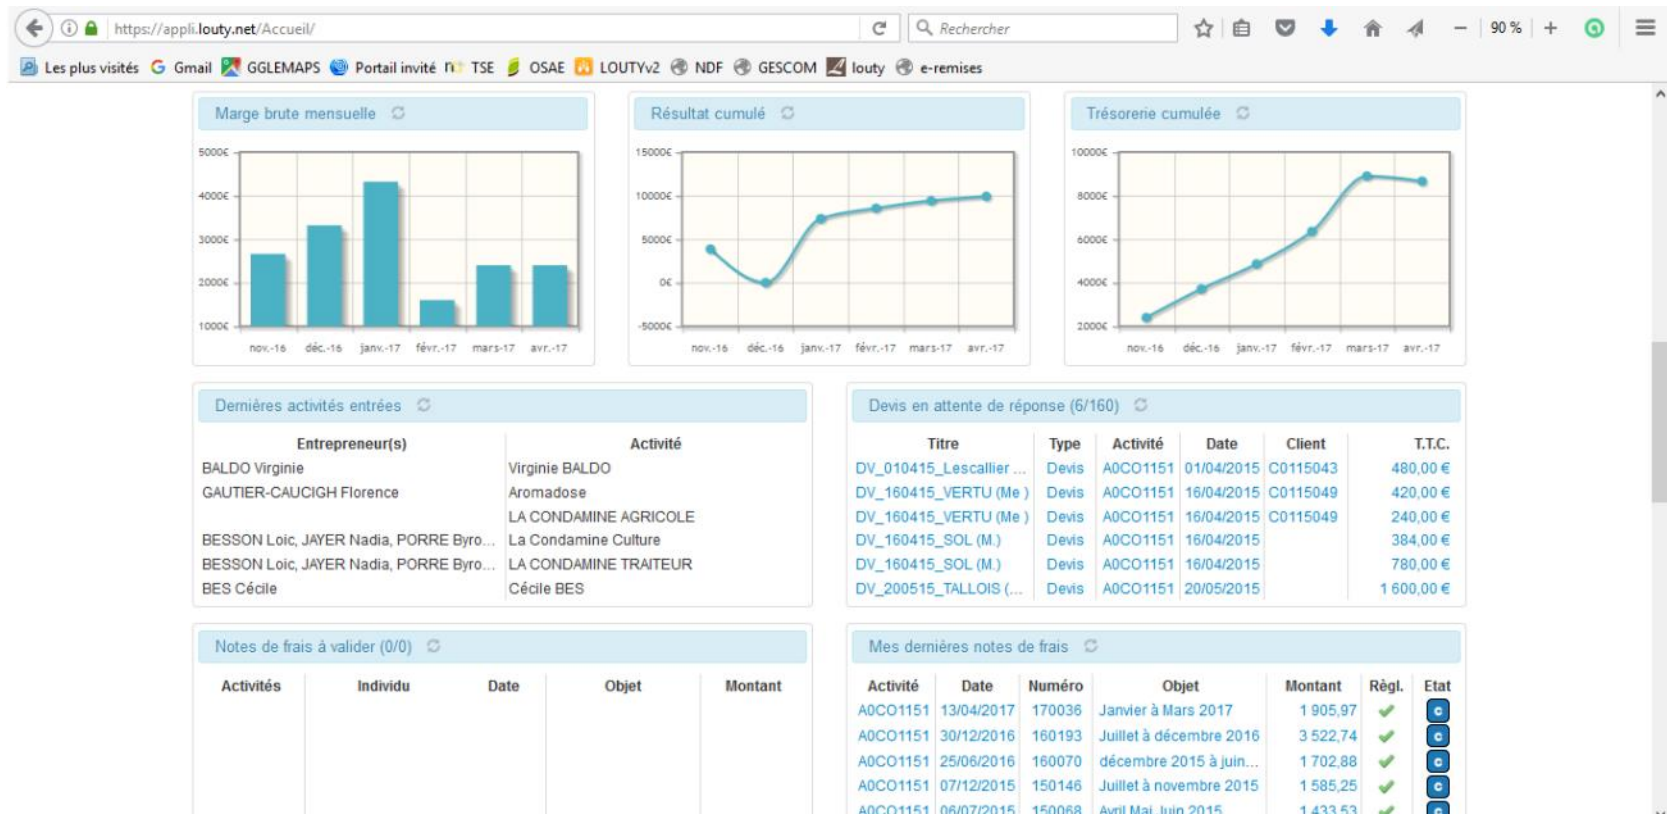 https://appli.louty.net/Accueil/
Rechercher
90 %
Les plus visités Gmail GGLEMAPS Portail invité TSE OSAE LOUTYv2 NDF GESCOM louty e-remises
Marge brute mensuelle
5000€
4000€
3000€
2000€
1000€
nov.-16 déc.-16 janv.-17 févr.-17 mars-17 avr.-17
Résultat cumulé
15000€
10000€
5000€
0€
-5000€
nov.-16 déc.-16 janv.-17 févr.-17 mars-17 avr.-17
Trésorerie cumulée
10000€
8000€
6000€
4000€
2000€
nov.-16 déc.-16 janv.-17 févr.-17 mars-17 avr.-17
Dernières activités entrées
Entrepreneur(s) Activité
BALDO Virginie Virginie BALDO
GAUTIER-CAUCIGH Florence Aromadose
LA CONDAMINE AGRICOLE
BESSON Loic, JAYER Nadia, PORRE Byro... La Condamine Culture
BESSON Loic, JAYER Nadia, PORRE Byro... LA CONDAMINE TRAITEUR
BES Cécile Cécile BES
Devis en attente de réponse (6/160)
Titre Type Activité Date Client T.T.C.
DV_010415_Lescallier ... Devis A0CO1151 01/04/2015 C0115043 480,00 €
DV_160415_VERTU (Me ) Devis A0CO1151 16/04/2015 C0115049 420,00 €
DV_160415_VERTU (Me ) Devis A0CO1151 16/04/2015 C0115049 240,00 €
DV_160415_SOL (M.) Devis A0CO1151 16/04/2015 384,00 €
DV_160415_SOL (M.) Devis A0CO1151 16/04/2015 780,00 €
DV_200515_TALLOIS (... Devis A0CO1151 20/05/2015 1 600,00 €
Notes de frais à valider (0/0)
Activités Individu Date Objet Montant
Mes dernières notes de frais
Activité Date Numéro Objet Montant Règl. Etat
A0CO1151 13/04/2017 170036 Janvier à Mars 2017 1 905,97 C
A0CO1151 30/12/2016 160193 Juillet à décembre 2016 3 522,74 C
A0CO1151 25/06/2016 160070 décembre 2015 à juin... 1 702,88 C
A0CO1151 07/12/2015 150146 Juillet à novembre 2015 1 585,25 C
A0CO1151 06/07/2015 150068 Avril Mai Juin 2015 1 433,53 C